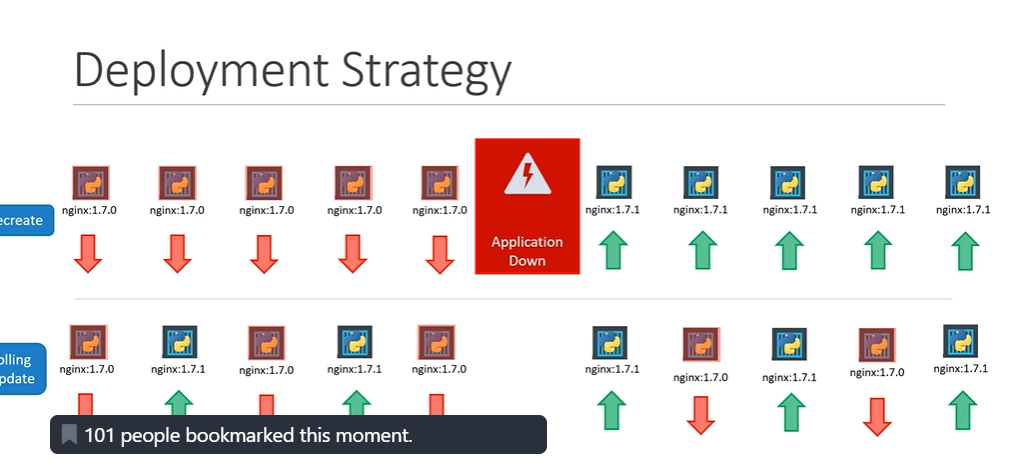 Deployment Strategy
nginx:1.7.0
nginx:1.7.0
nginx:1.7.0
nginx:1.7.0
nginx:1.7.0
Application
Down
nginx:1.7.1
nginx:1.7.1
nginx:1.7.1
nginx:1.7.1
nginx:1.7.1
ecreate
nginx:1.7.0
nginx:1.7.1
nginx:1.7.0
nginx:1.7.1
nginx:1.7.0
nginx:1.7.1
nginx:1.7.0
nginx:1.7.1
nginx:1.7.0
nginx:1.7.1
olling
pdate
101 people bookmarked this moment.